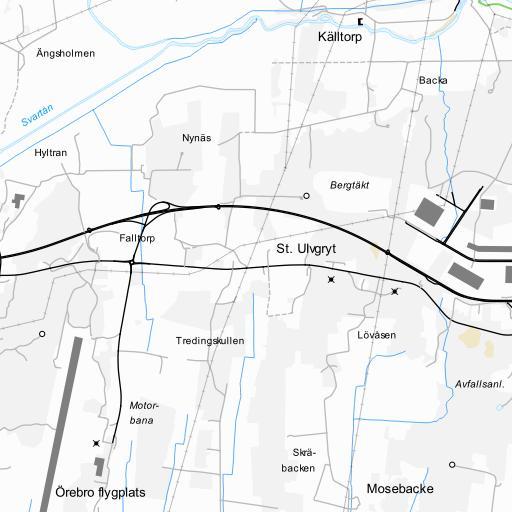 Källtorp
Ängsholmen
Backa
Svartån
Nynäs
Hyltran
Bergtäkt
Falltorp
St. Ulvgryt
Tredingskullen
Lövåsen
Avfallsanl.
Motor-
bana
Skrä-
backen
Örebro flygplats
Mosebacke